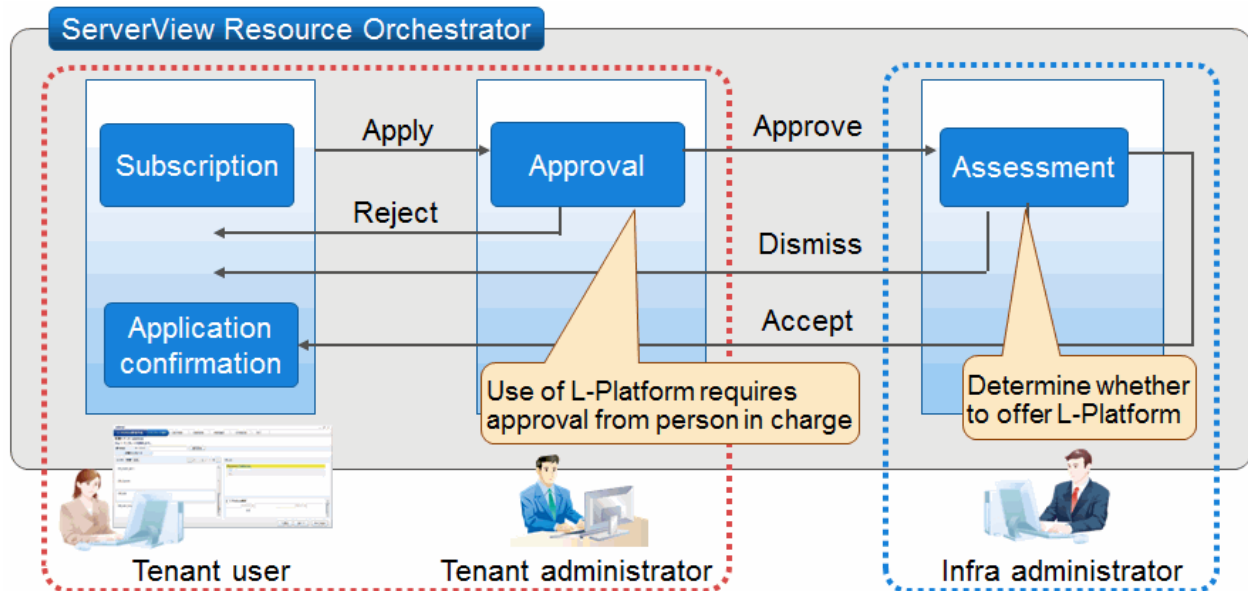 ServerView Resource Orchestrator
Subscription
Apply
Approval
Approve
Assessment
Reject
Dismiss
Application
confirmation
Accept
Use of L-Platform requires
approval from person in charge
Determine whether
to offer L-Platform
Tenant user
Tenant administrator
Infra administrator